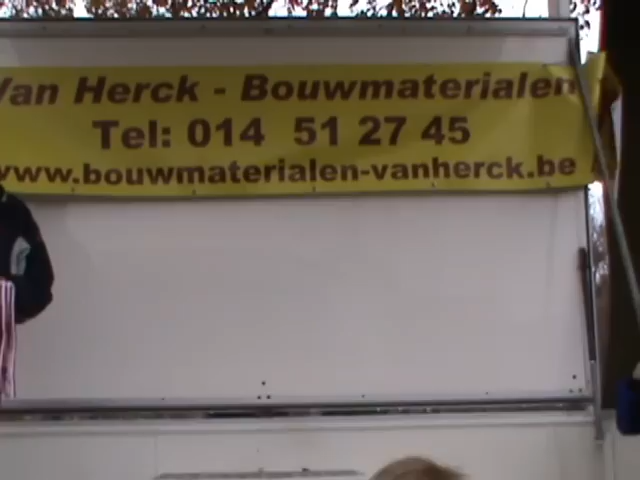 Van Herck - Bouwmaterialen
Tel: 014 51 27 45
www.bouwmaterialen-vanherck.be